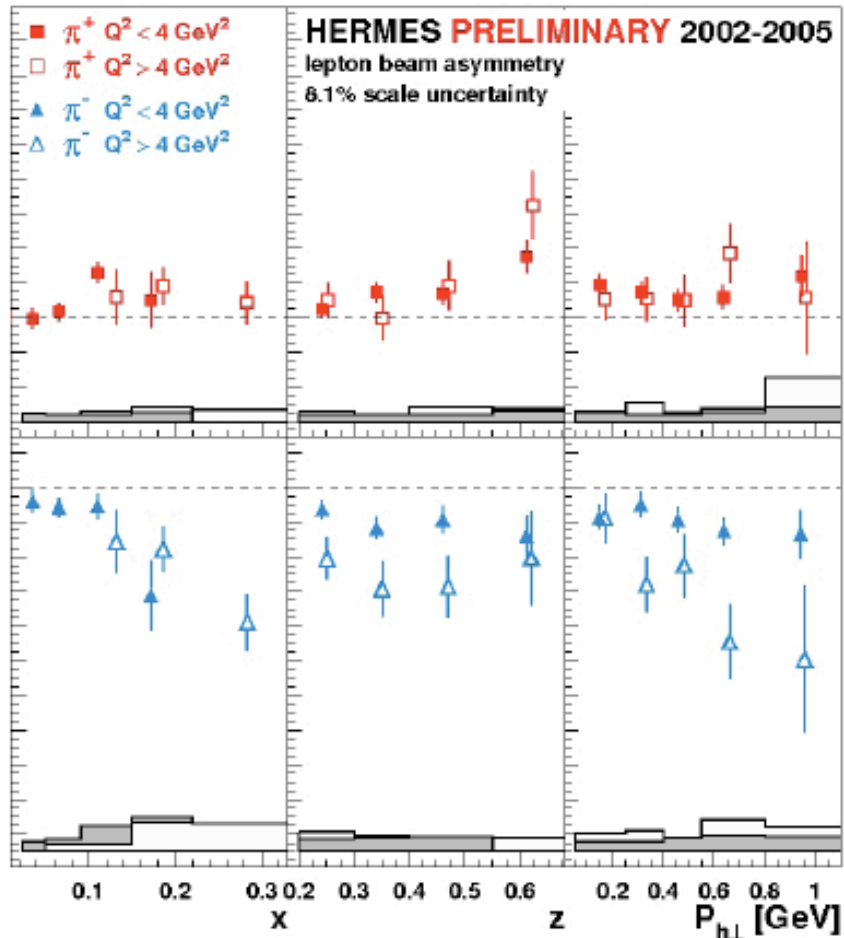 π+ Q² < 4 GeV²
π+ Q² > 4 GeV²
π- Q² < 4 GeV²
π- Q² > 4 GeV²
HERMES PRELIMINARY 2002-2005
lepton beam asymmetry
8.1% scale uncertainty
0.1 0.2 0.3 0.2 0.3 0.4 0.5 0.6 0.2 0.4 0.6 0.8 1
x z P_h⊥ [GeV]